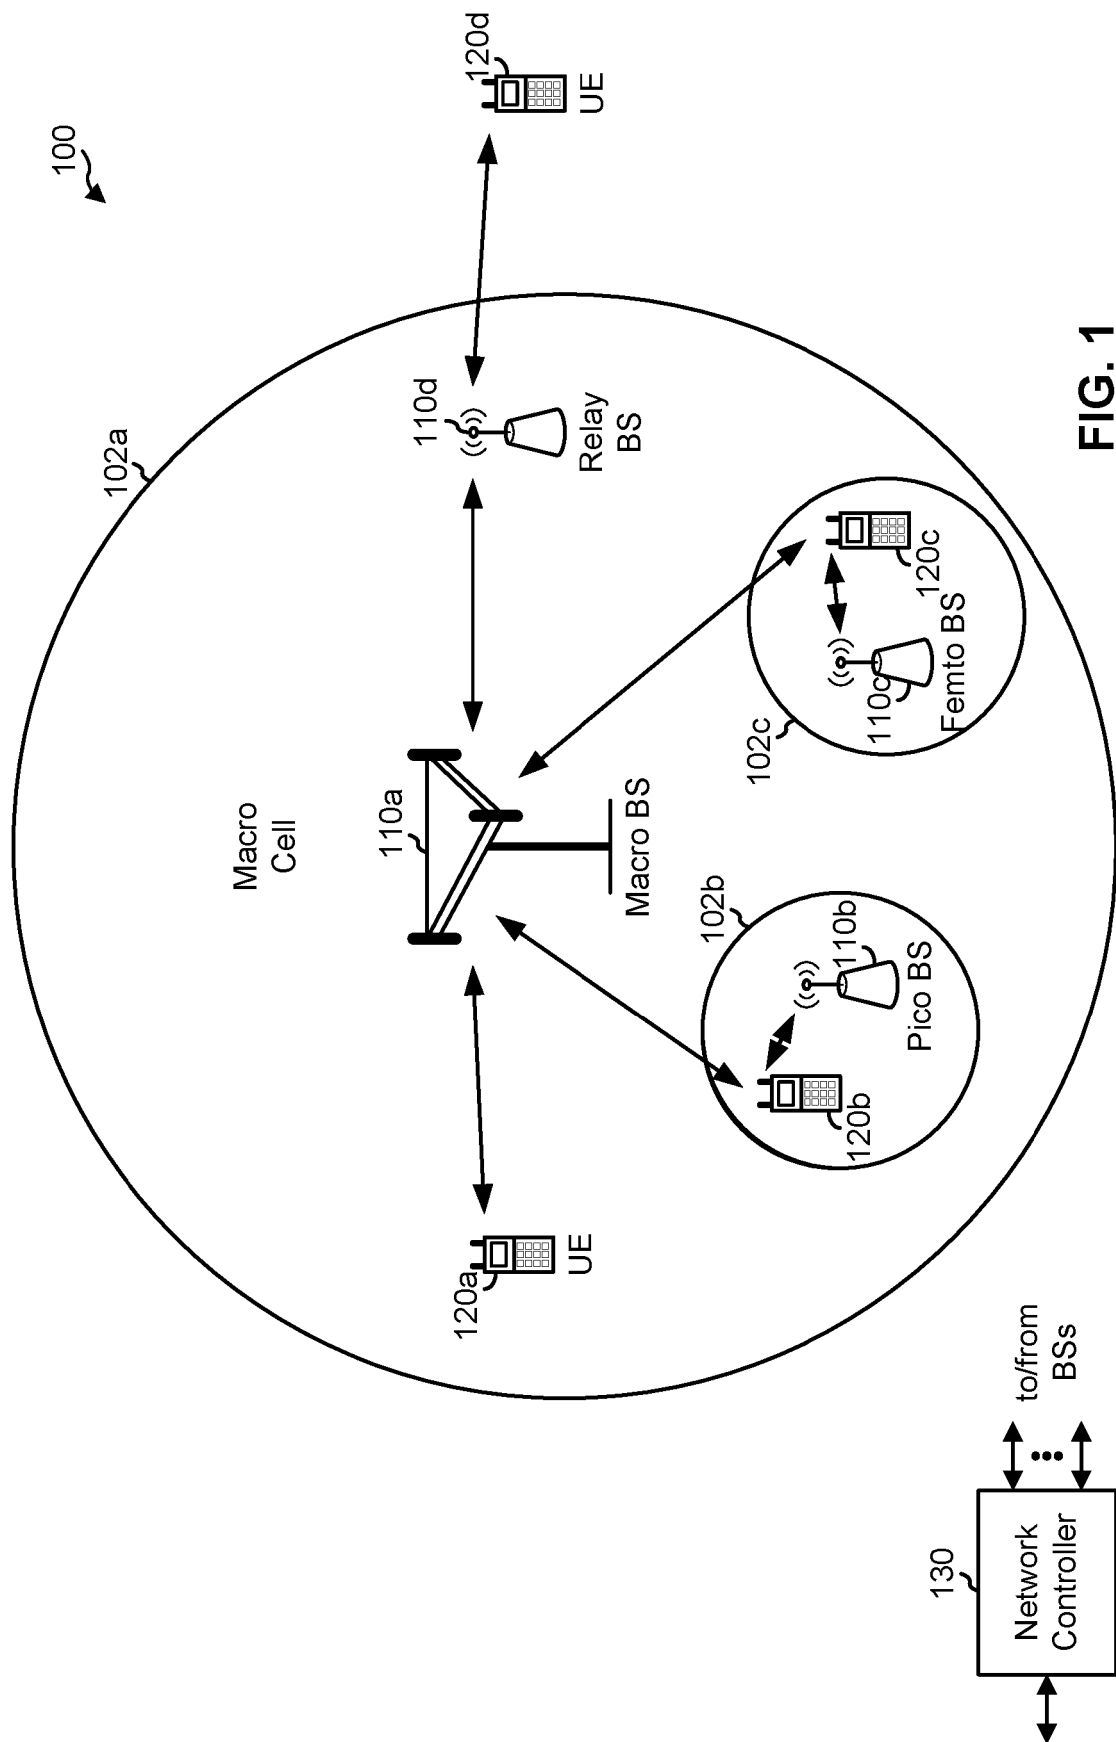 100
102a
Macro
Cell
110a
110d
120d
UE
120a
UE
Relay
BS
Macro BS
102b
102c
110b
Pico BS
120b
110c
Femto BS
120c
130
Network
Controller
to/from
BSs
FIG. 1